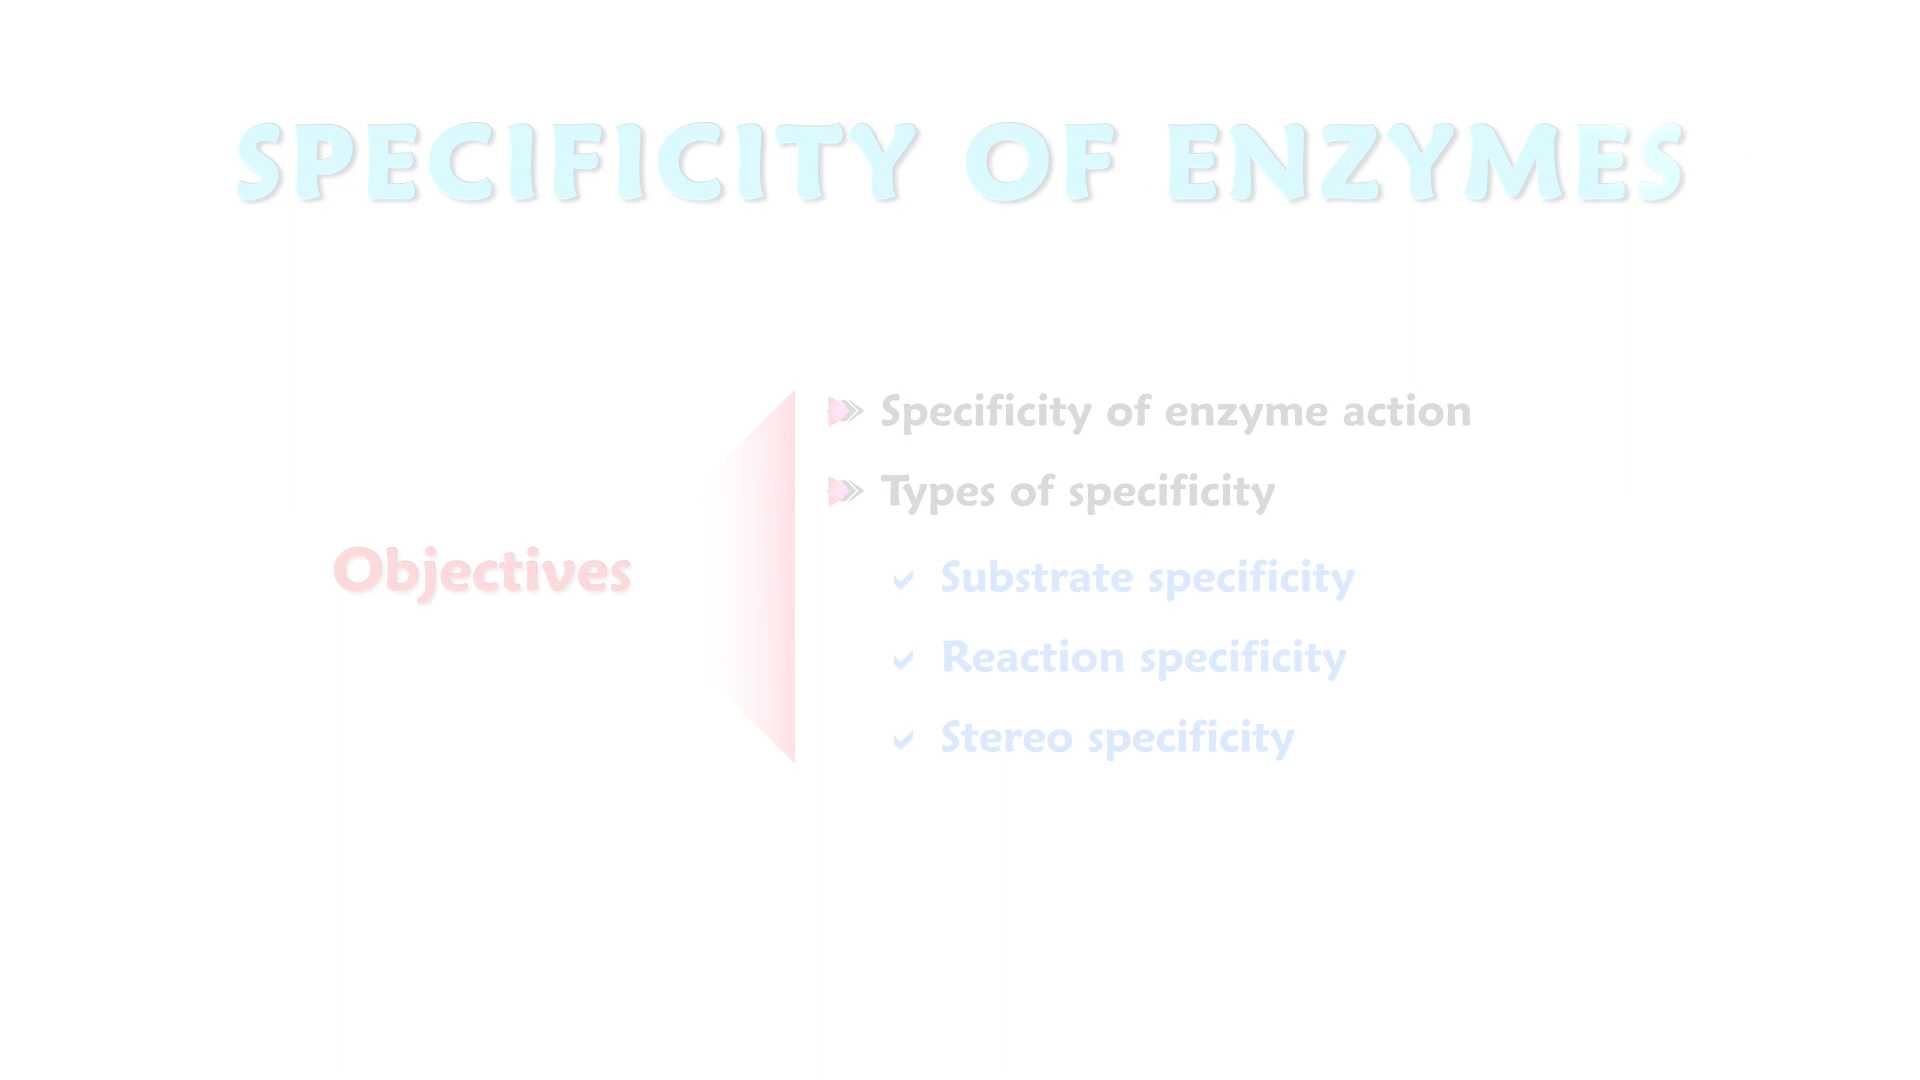 SPECIFICITY OF ENZYMES
Objectives
Specificity of enzyme action
Types of specificity
Substrate specificity
Reaction specificity
Stereo specificity